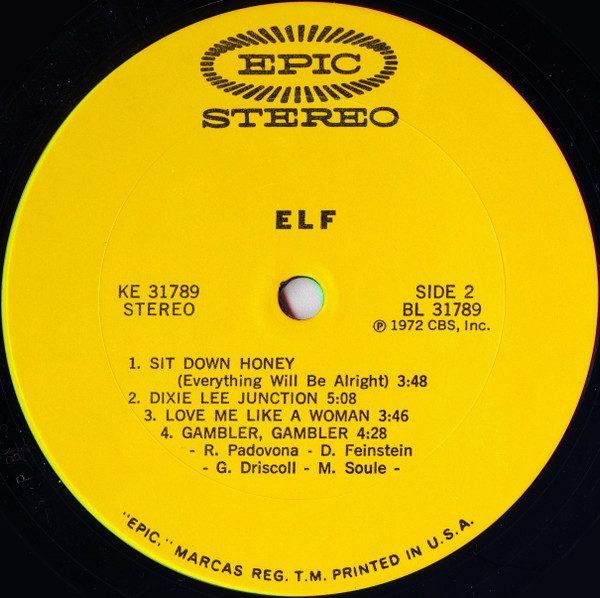 EPIC
STEREO
ELF
KE 31789
STEREO
SIDE 2
BL 31789
Ⓟ 1972 CBS, Inc.
1. SIT DOWN HONEY
(Everything Will Be Alright) 3:48
2. DIXIE LEE JUNCTION 5:08
3. LOVE ME LIKE A WOMAN 3:46
4. GAMBLER, GAMBLER 4:28
- R. Padovona - D. Feinstein
- G. Driscoll - M. Soule -
"EPIC," MARCAS REG. T.M. PRINTED IN U.S.A.